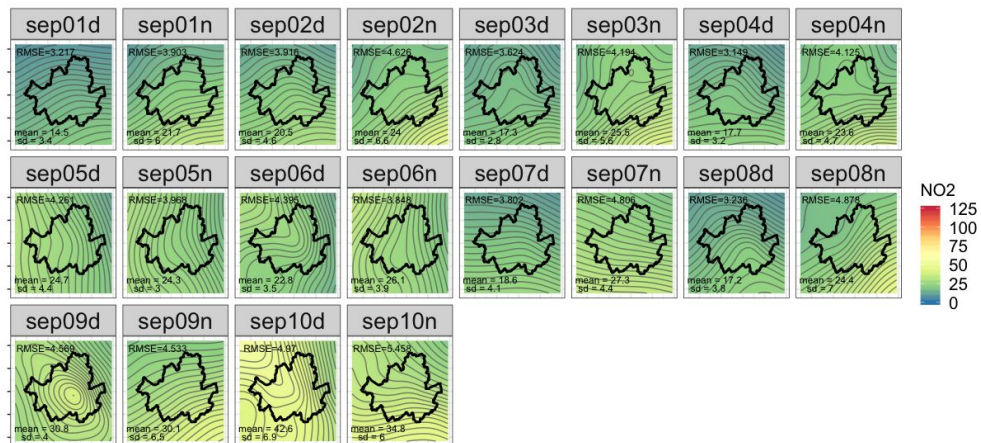 sep01d sep01n sep02d sep02n sep03d sep03n sep04d sep04n
RMSE=3.217 RMSE=3.903 RMSE=3.916 RMSE=4.626 RMSE=3.624 RMSE=4.194 RMSE=3.149 RMSE=4.125
mean = 14.5 mean = 21.7 mean = 20.5 mean = 24 mean = 17.3 mean = 25.5 mean = 17.7 mean = 23.6
sd = 3.4 sd = 6 sd = 4.6 sd = 6.6 sd = 2.8 sd = 5.6 sd = 3.2 sd = 4.7
sep05d sep05n sep06d sep06n sep07d sep07n sep08d sep08n
RMSE=4.261 RMSE=3.968 RMSE=4.395 RMSE=3.848 RMSE=3.802 RMSE=4.806 RMSE=3.236 RMSE=4.878
mean = 24.7 mean = 24.3 mean = 22.8 mean = 26.1 mean = 18.6 mean = 27.3 mean = 17.2 mean = 24.4
sd = 4.4 sd = 3 sd = 3.5 sd = 3.9 sd = 4.1 sd = 4.4 sd = 3.8 sd = 7
sep09d sep09n sep10d sep10n
RMSE=4.569 RMSE=4.533 RMSE=4.97 RMSE=5.458
mean = 30.8 mean = 30.1 mean = 42.6 mean = 34.8
sd = 4 sd = 6.5 sd = 6.9 sd = 6
NO2
125
100
75
50
25
0